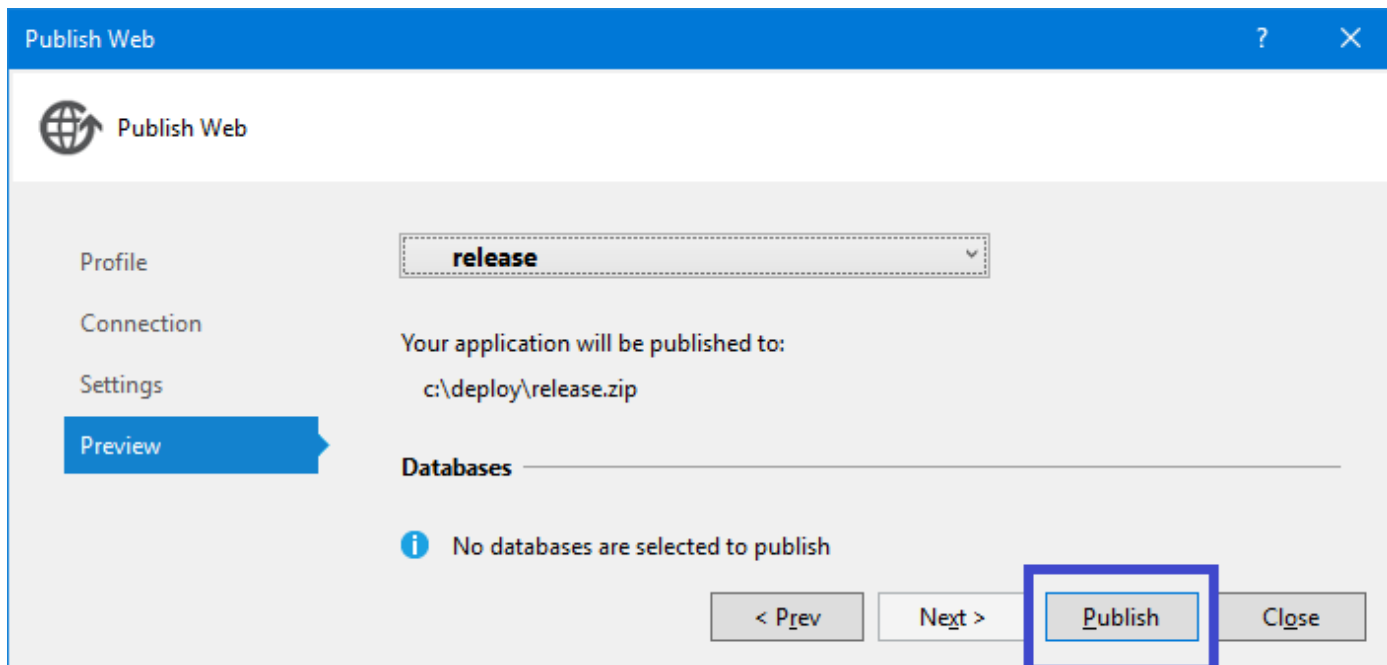 Publish Web
?
Publish Web
Profile
Connection
Settings
Preview
release
Your application will be published to:
c:\deploy\release.zip
Databases
No databases are selected to publish
< Prev
Next >
Publish
Close